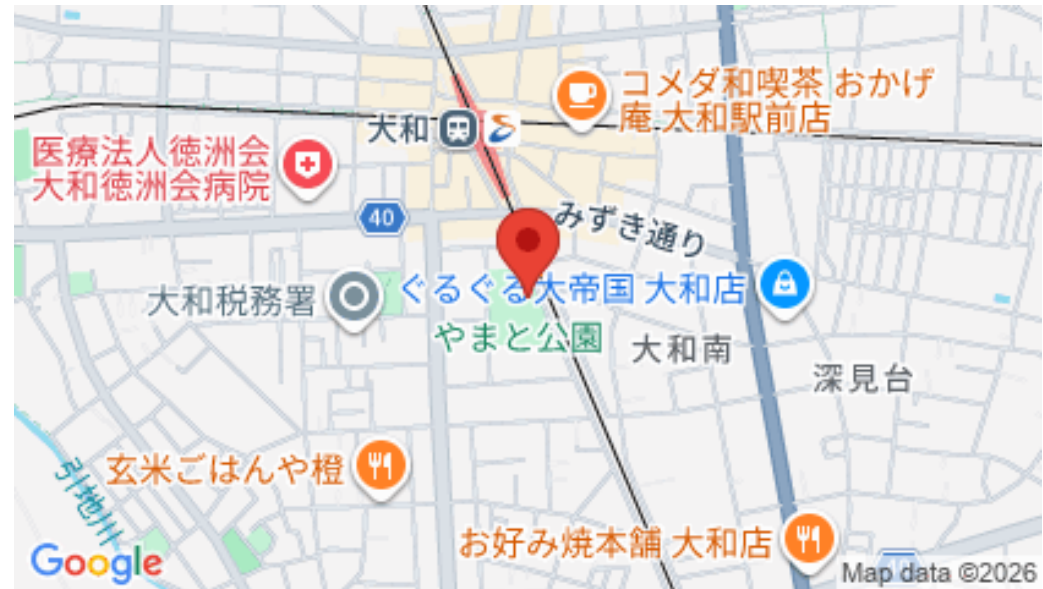 コメダ和喫茶 おかげ
庵 大和駅前店
大和
医療法人徳洲会
大和徳洲会病院
40
みずき通り
大和税務署
ぐるぐる大帝国 大和店
やまと公園
大和南
深見台
玄米ごはんや橙
引地川
お好み焼本舗 大和店
Google
Map data ©2026